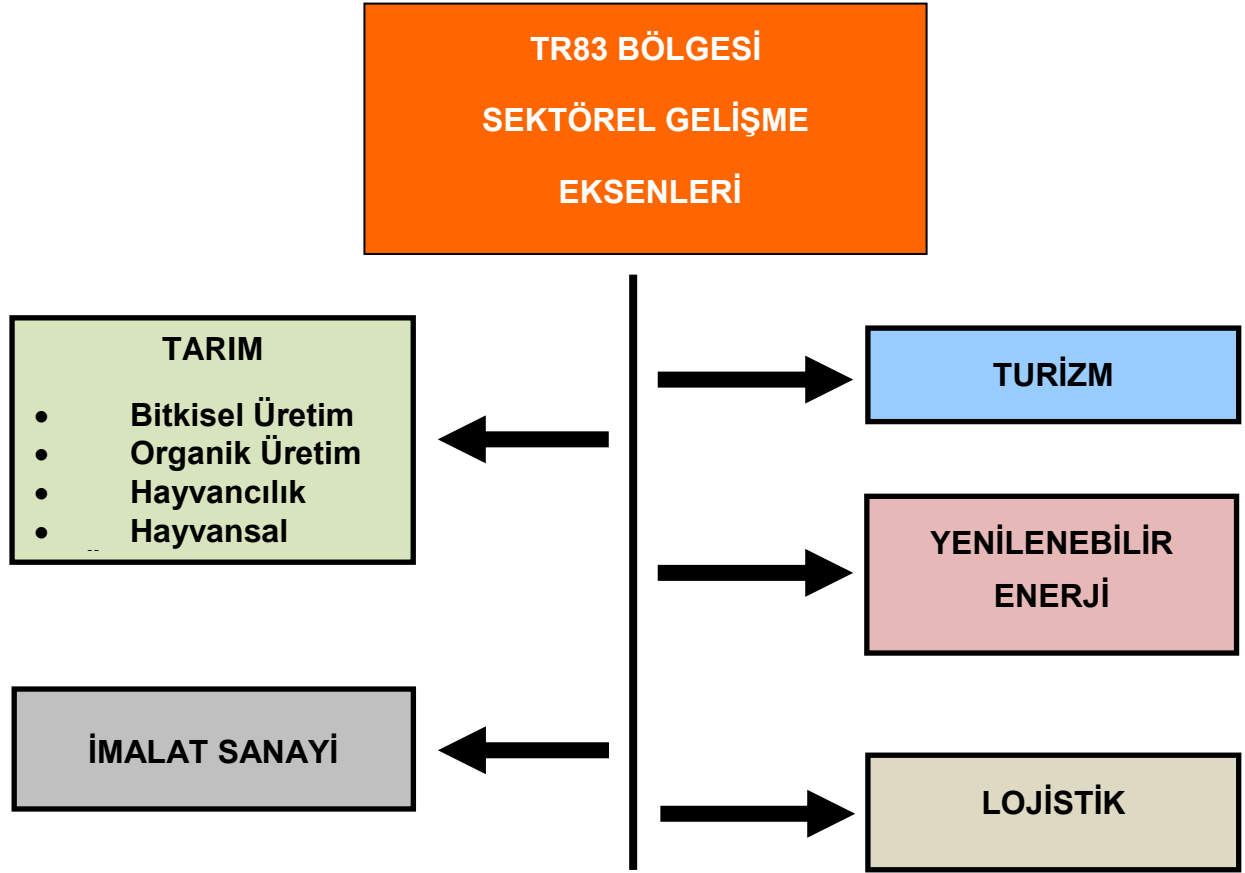 TR83 BÖLGESİ
SEKTÖREL GELİŞME
EKSENLERİ
TARIM
• Bitkisel Üretim
• Organik Üretim
• Hayvancılık
• Hayvansal
TURİZM
YENİLENEBİLİR
ENERJİ
İMALAT SANAYİ
LOJİSTİK